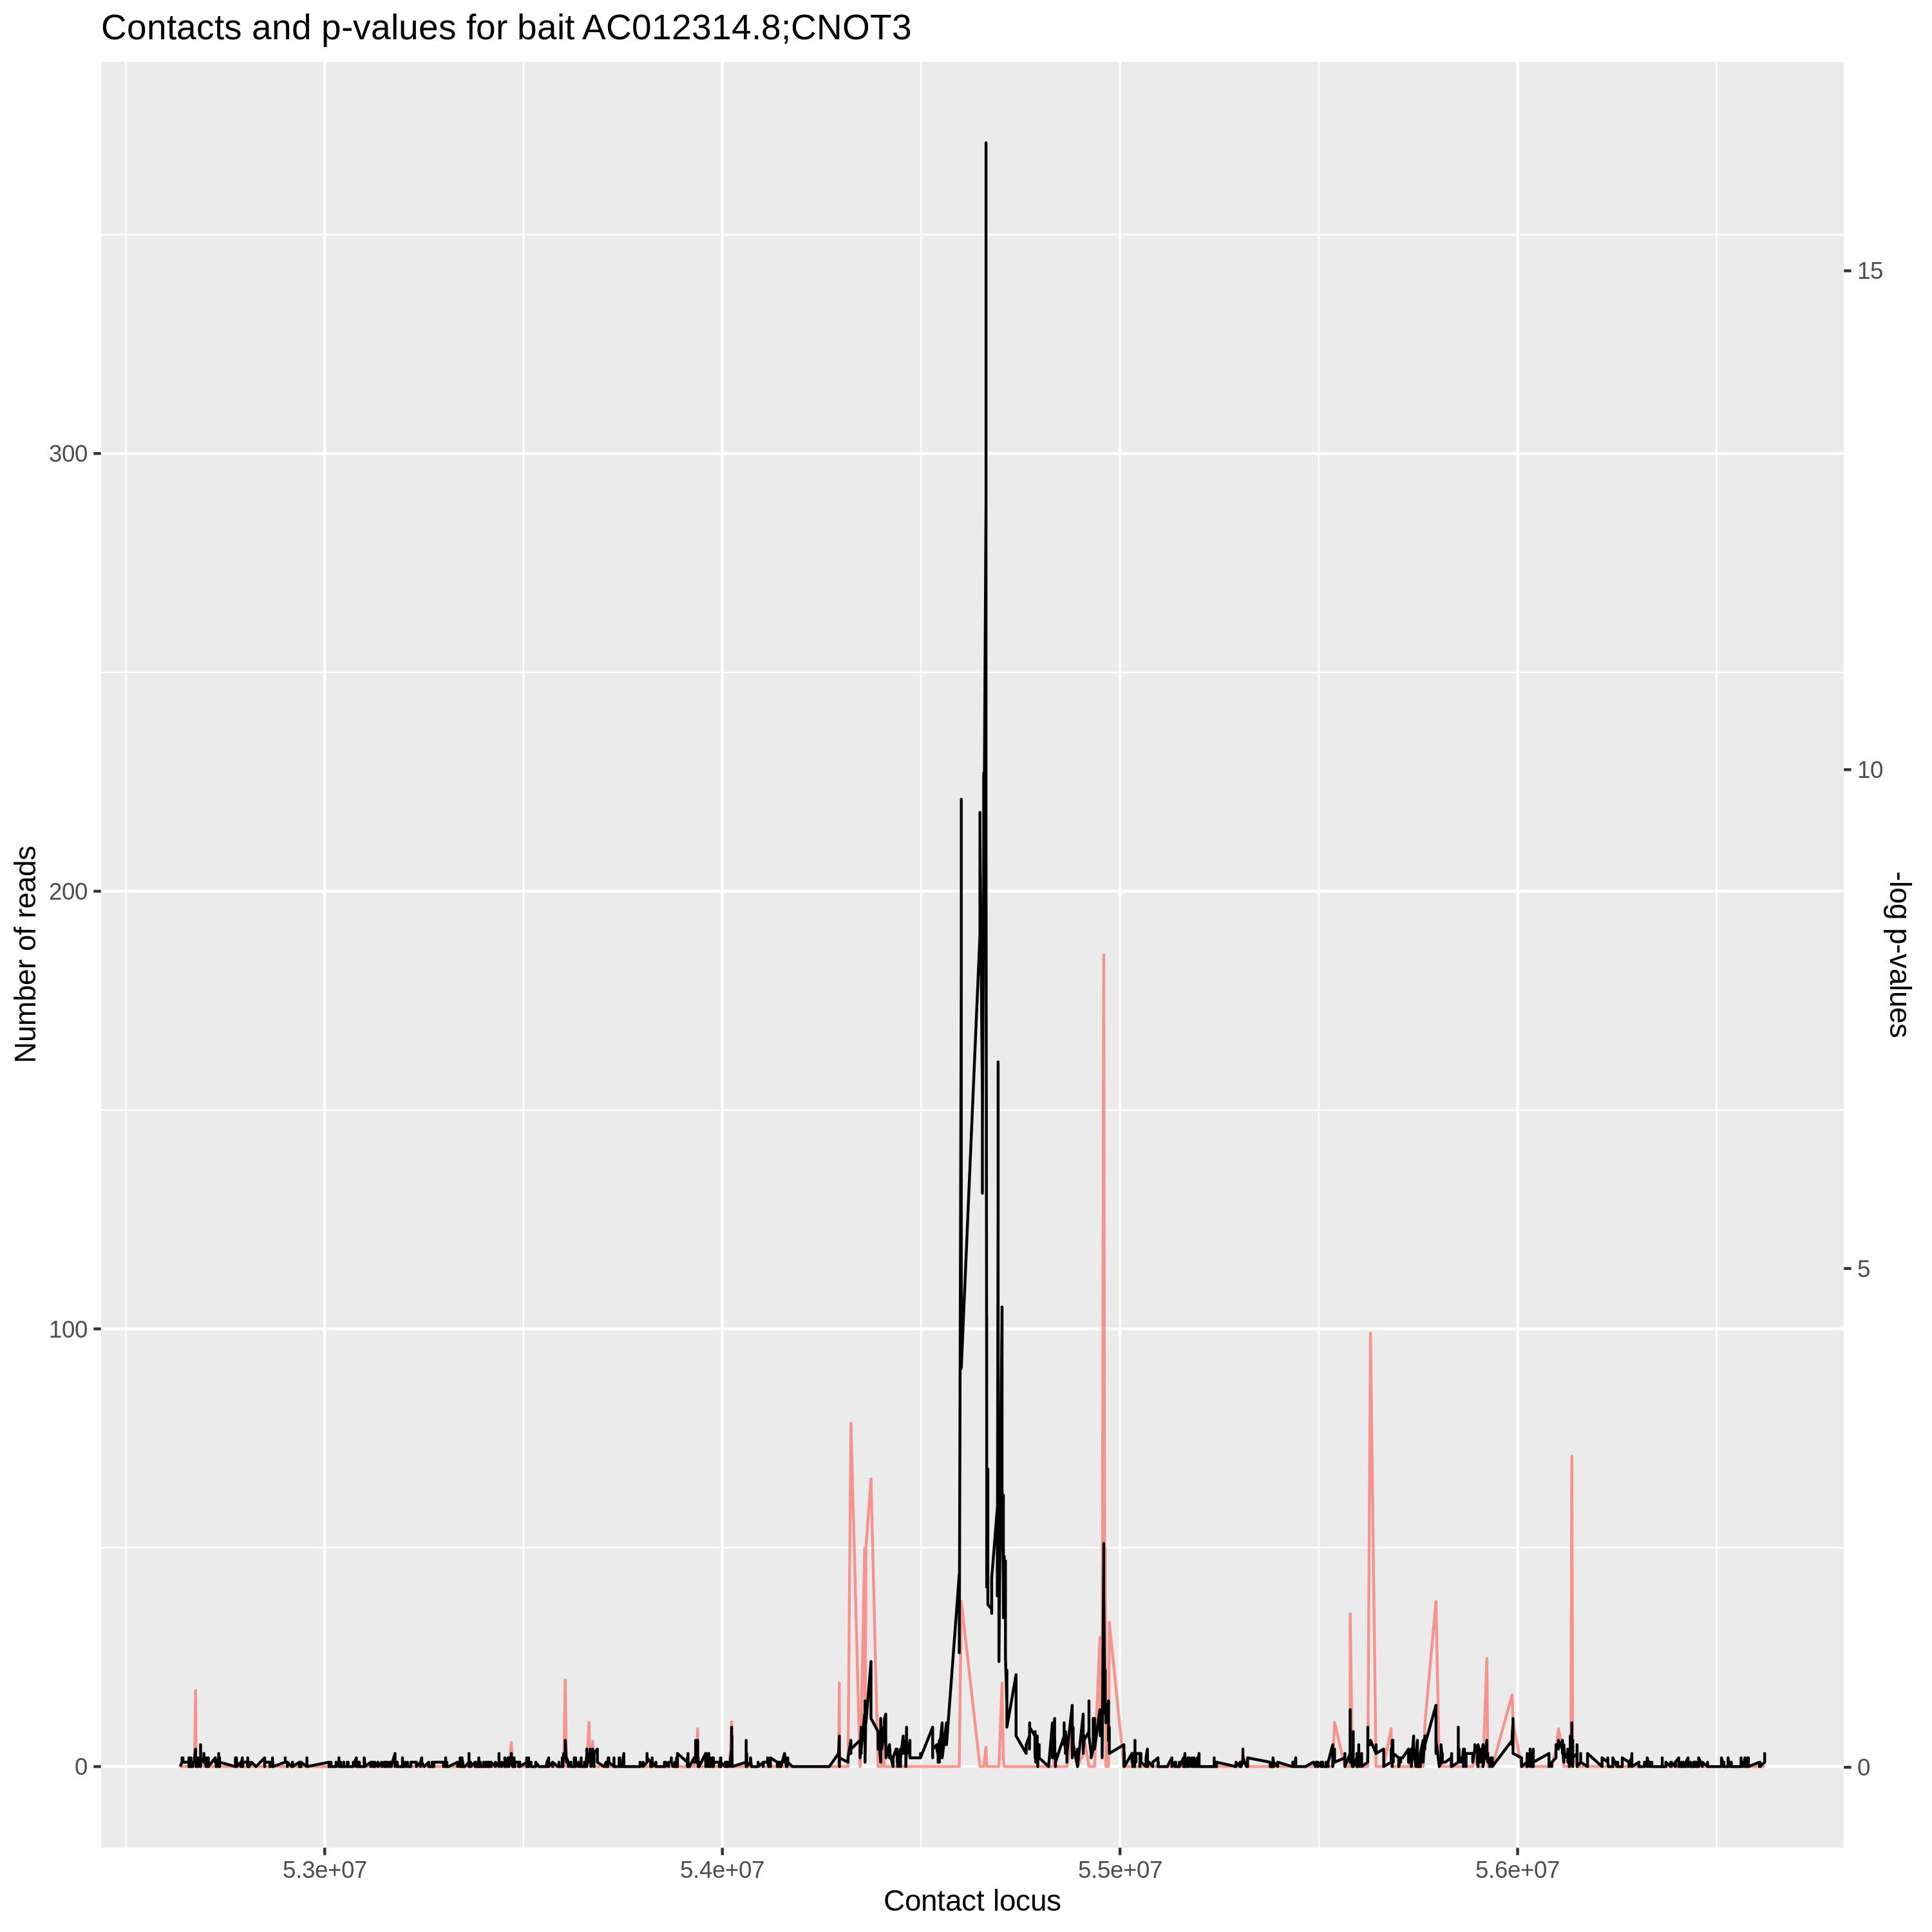 Contacts and p-values for bait AC012314.8;CNOT3
Number of reads
300
200
100
0
15
10
5
0
-log p-values
5.3e+07
5.4e+07
5.5e+07
5.6e+07
Contact locus